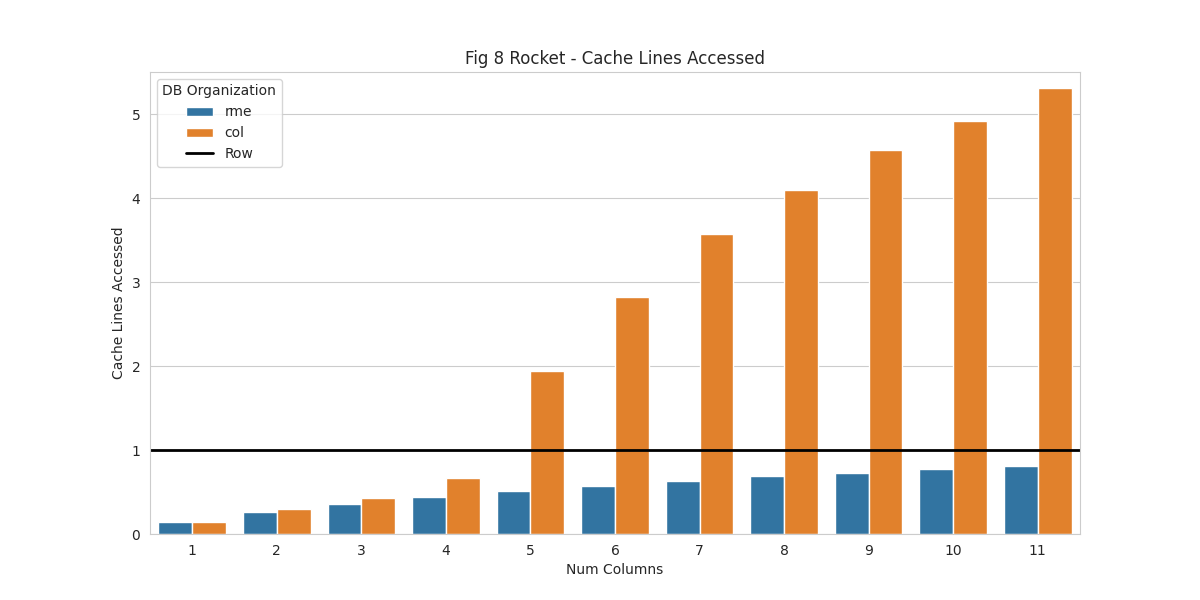 Fig 8 Rocket - Cache Lines Accessed
DB Organization
rme
col
Row
Cache Lines Accessed
5
4
3
2
1
0
1 2 3 4 5 6 7 8 9 10 11
Num Columns